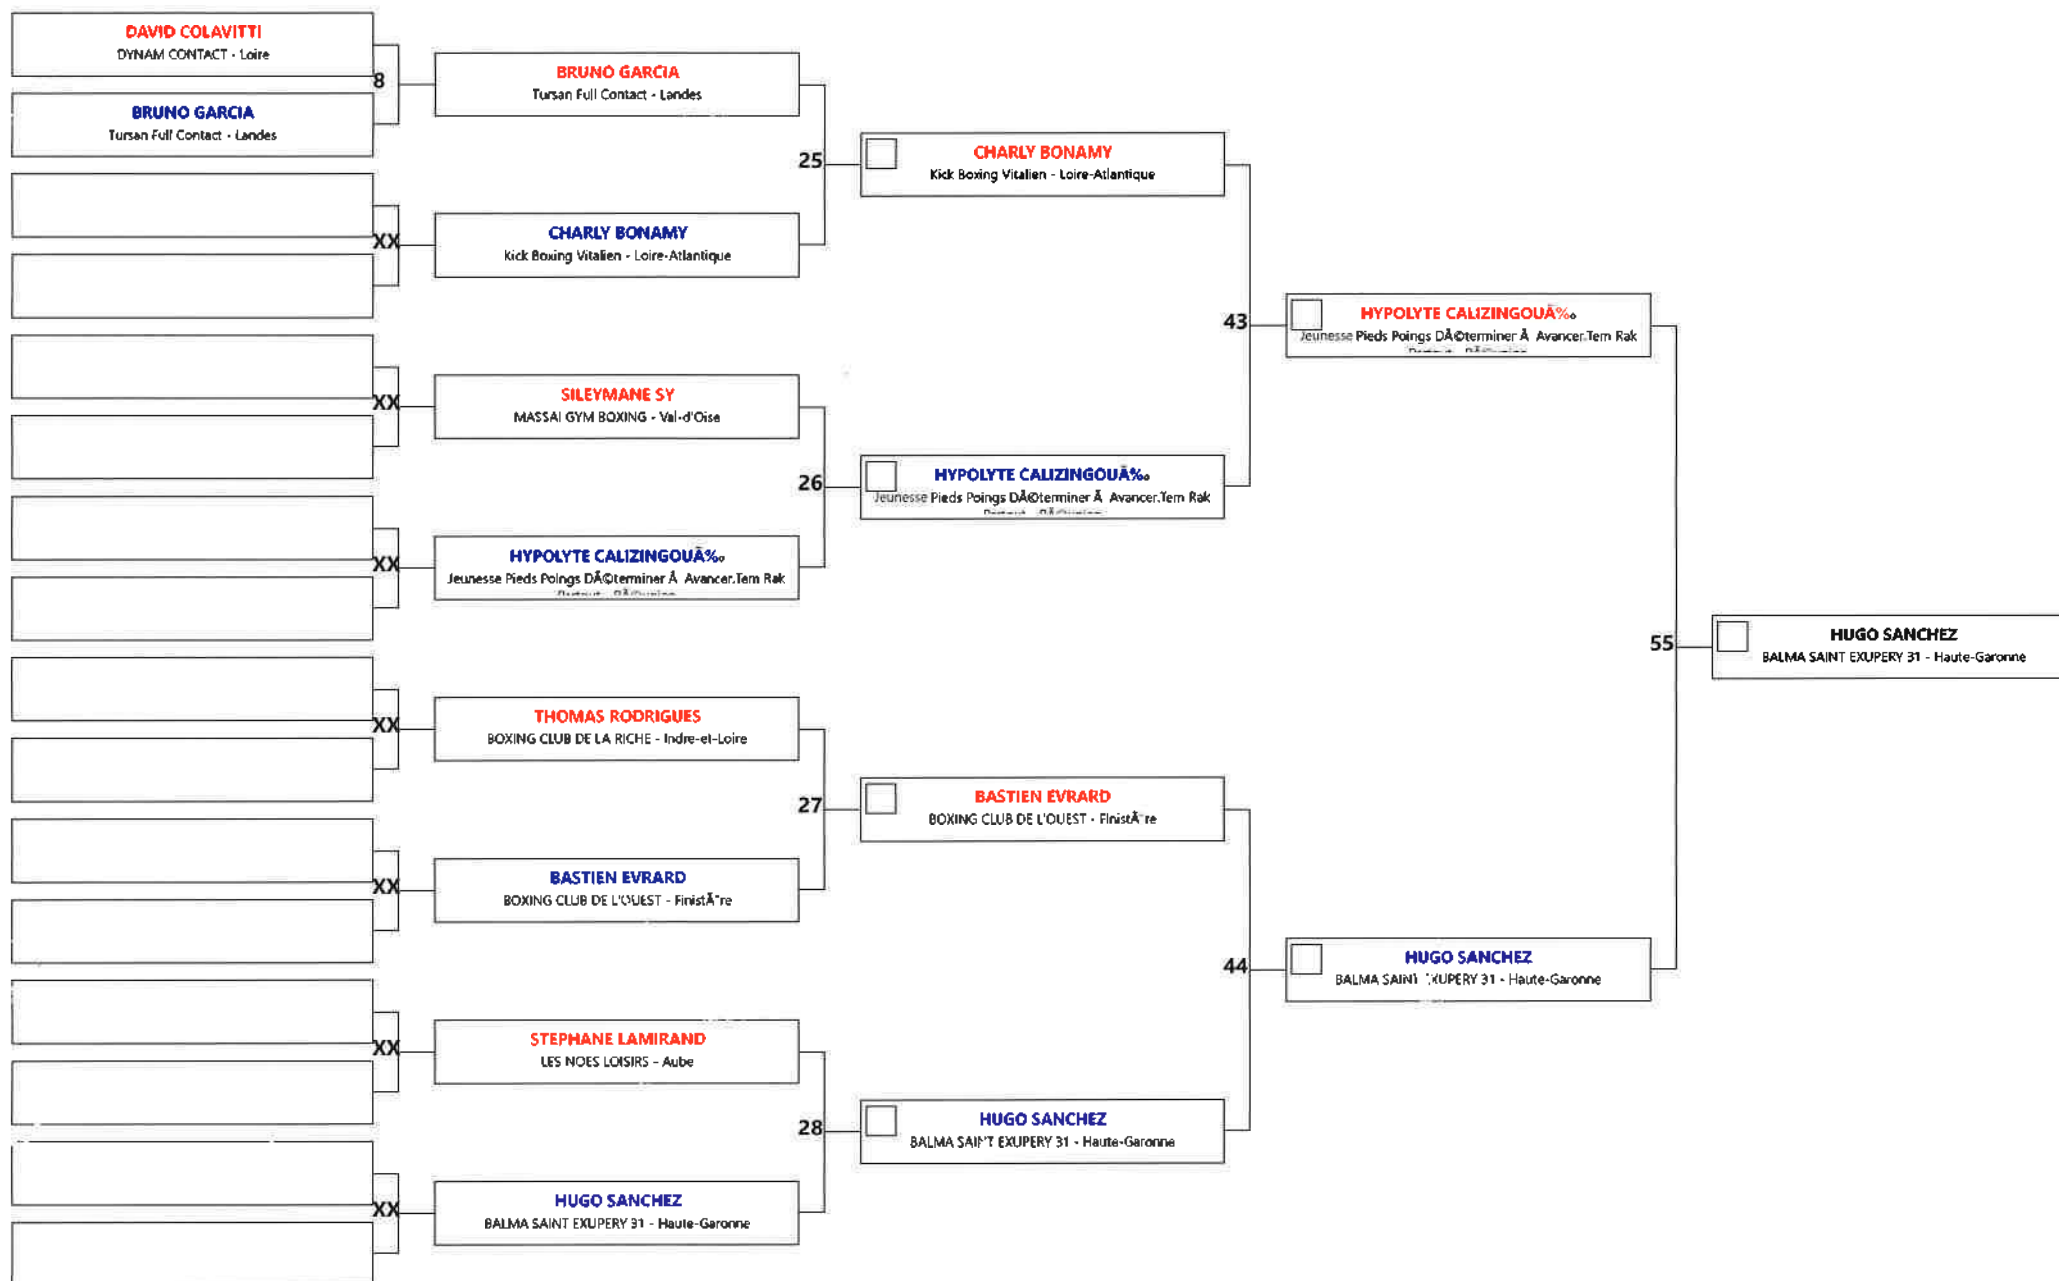 DAVID COLAVITTI
DYNAM CONTACT - Loire
8
BRUNO GARCIA
Tursan Full Contact - Landes
XX
XX
XX
XX
XX
XX
XX
BRUNO GARCIA
Tursan Full Contact - Landes
25
CHARLY BONAMY
Kick Boxing Vitalien - Loire-Atlantique
SILEYMANE SY
MASSAI GYM BOXING - Val-d'Oise
26
HYPOLYTE CALIZINGOUÃ‰
Jeunesse Pieds Poings DÃ©terminer Ã Avancer.Tem Rak
THOMAS RODRIGUES
BOXING CLUB DE LA RICHE - Indre-et-Loire
27
BASTIEN EVRARD
BOXING CLUB DE L'OUEST - FinistÃ¨re
STEPHANE LAMIRAND
LES NOES LOISIRS - Aube
28
HUGO SANCHEZ
BALMA SAINT EXUPERY 31 - Haute-Garonne
CHARLY BONAMY
Kick Boxing Vitalien - Loire-Atlantique
43
HYPOLYTE CALIZINGOUÃ‰
Jeunesse Pieds Poings DÃ©terminer Ã Avancer.Tem Rak
BASTIEN EVRARD
BOXING CLUB DE L'OUEST - FinistÃ¨re
44
HUGO SANCHEZ
BALMA SAINT EXUPERY 31 - Haute-Garonne
HYPOLYTE CALIZINGOUÃ‰
Jeunesse Pieds Poings DÃ©terminer Ã Avancer.Tem Rak
55
HUGO SANCHEZ
BALMA SAINT EXUPERY 31 - Haute-Garonne
HUGO SANCHEZ
BALMA SAINT EXUPERY 31 - Haute-Garonne